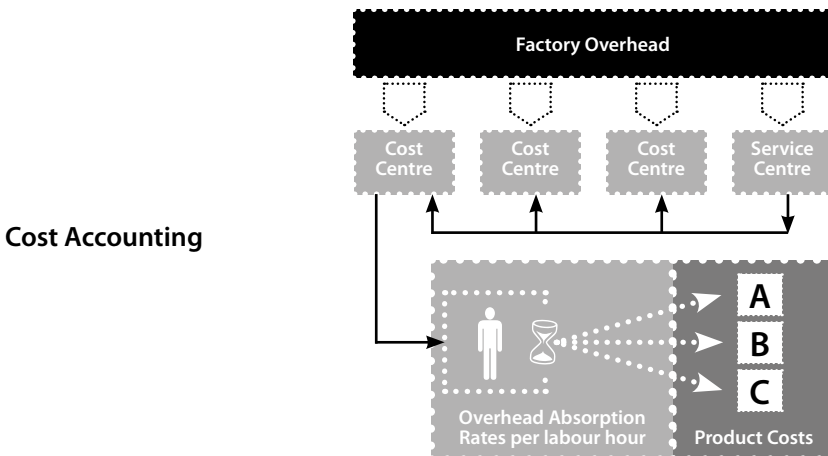 Factory Overhead
Cost
Centre
Cost
Centre
Cost
Centre
Service
Centre
Cost Accounting
A
B
C
Overhead Absorption
Rates per labour hour
Product Costs